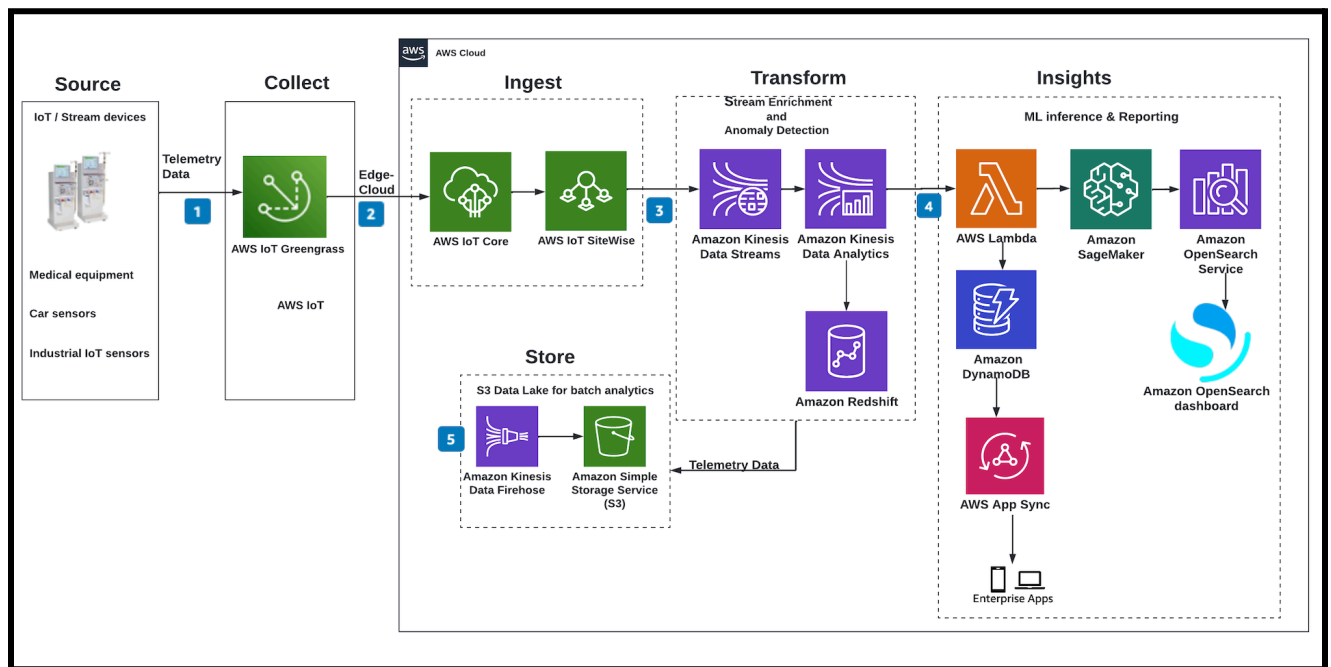 aws
AWS Cloud
Source
IoT / Stream devices
Medical equipment
Car sensors
Industrial IoT sensors
Telemetry
Data
1
Collect
AWS IoT Greengrass
AWS IoT
Edge-
Cloud
2
Ingest
AWS IoT Core
AWS IoT SiteWise
3
Transform
Stream Enrichment
and
Anomaly Detection
Amazon Kinesis
Data Streams
Amazon Kinesis
Data Analytics
Amazon Redshift
4
Insights
ML inference & Reporting
AWS Lambda
Amazon
SageMaker
Amazon
OpenSearch
Service
Amazon
DynamoDB
Amazon OpenSearch
dashboard
AWS App Sync
Enterprise Apps
Store
S3 Data Lake for batch analytics
5
Amazon Kinesis
Data Firehose
Amazon Simple
Storage Service
(S3)
Telemetry Data